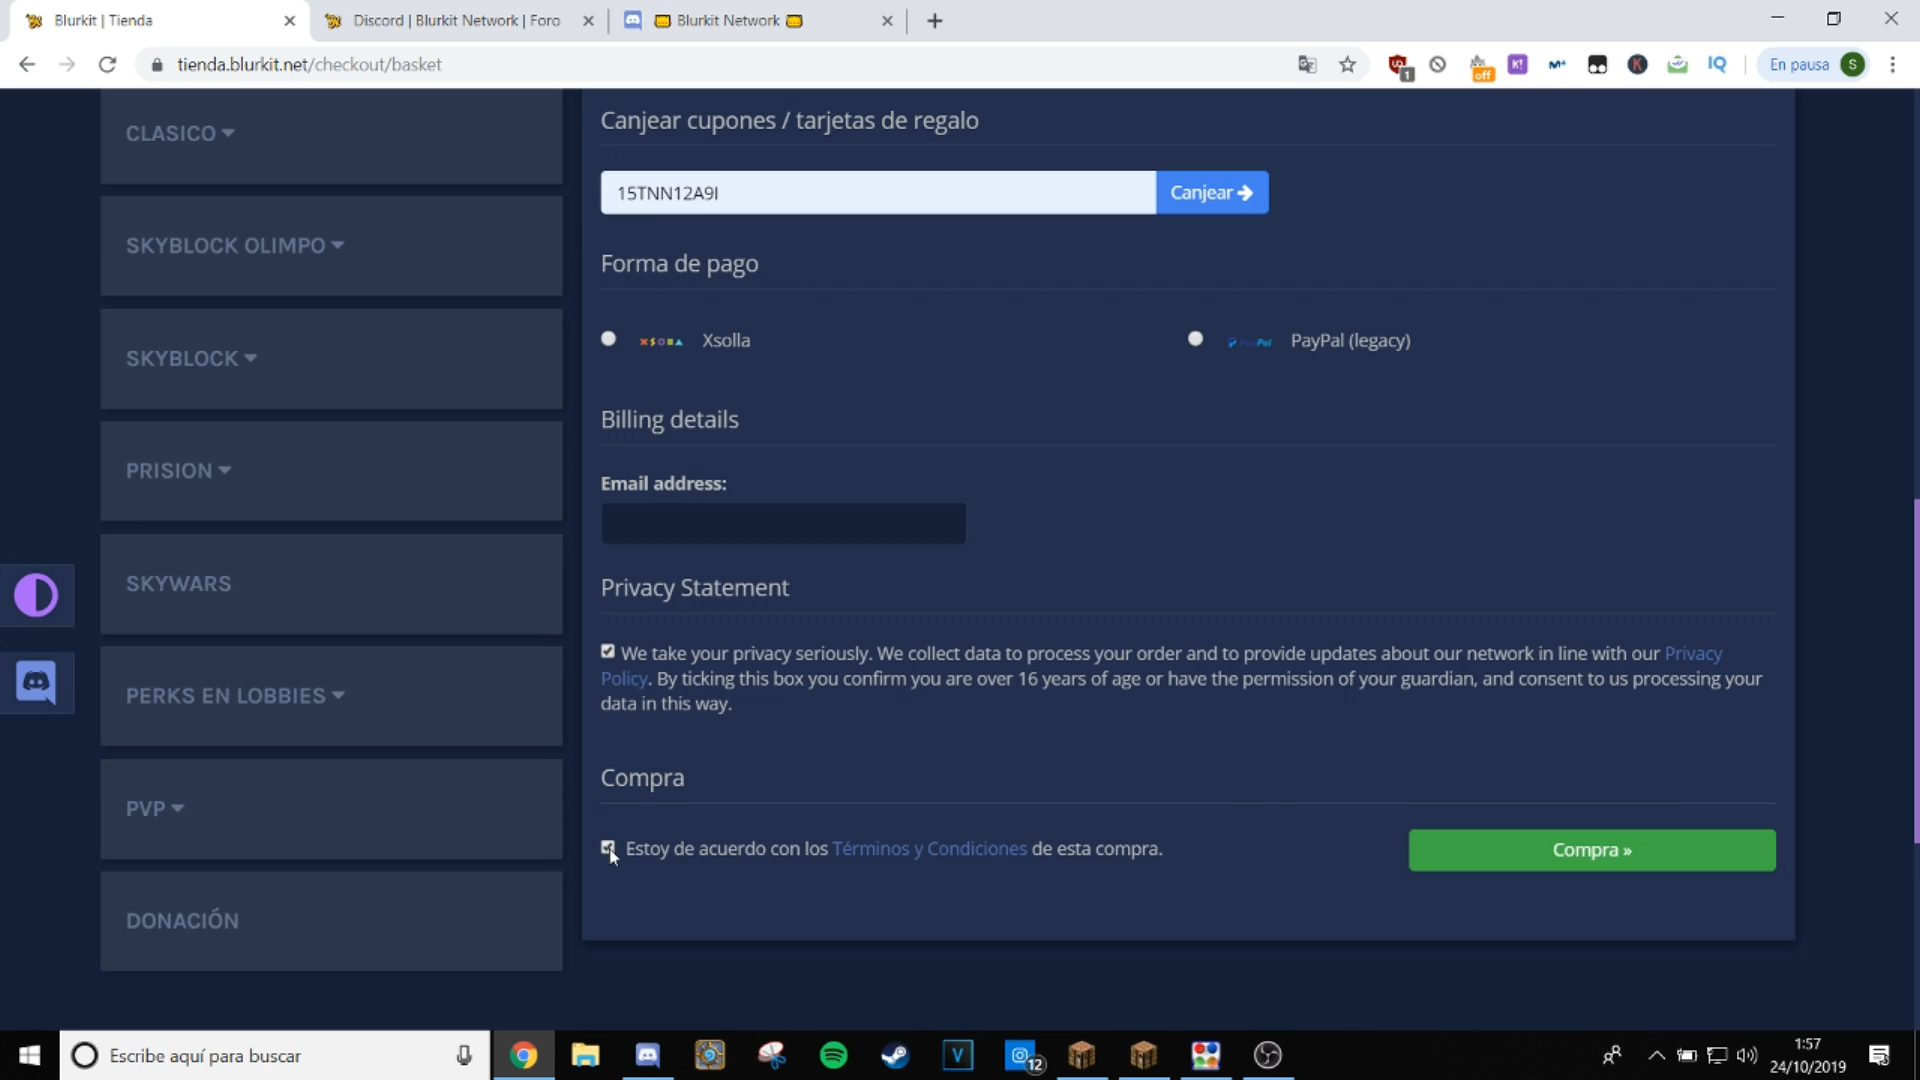 Blurkit | Tienda
Discord | Blurkit Network | Foro
Blurkit Network
tienda.blurkit.net/checkout/basket
1
off
K!
M+
K
IQ
En pausa
S
CLASICO
SKYBLOCK OLIMPO
SKYBLOCK
PRISION
SKYWARS
PERKS EN LOBBIES
PVP
DONACIÓN
Canjear cupones / tarjetas de regalo
15TNN12A9I
Canjear
Forma de pago
XSOLLA Xsolla
PayPal PayPal (legacy)
Billing details
Email address:
Privacy Statement
We take your privacy seriously. We collect data to process your order and to provide updates about our network in line with our Privacy
Policy. By ticking this box you confirm you are over 16 years of age or have the permission of your guardian, and consent to us processing your
data in this way.
Compra
Estoy de acuerdo con los Términos y Condiciones de esta compra.
Compra »
Escribe aquí para buscar
V
12
1:57
24/10/2019